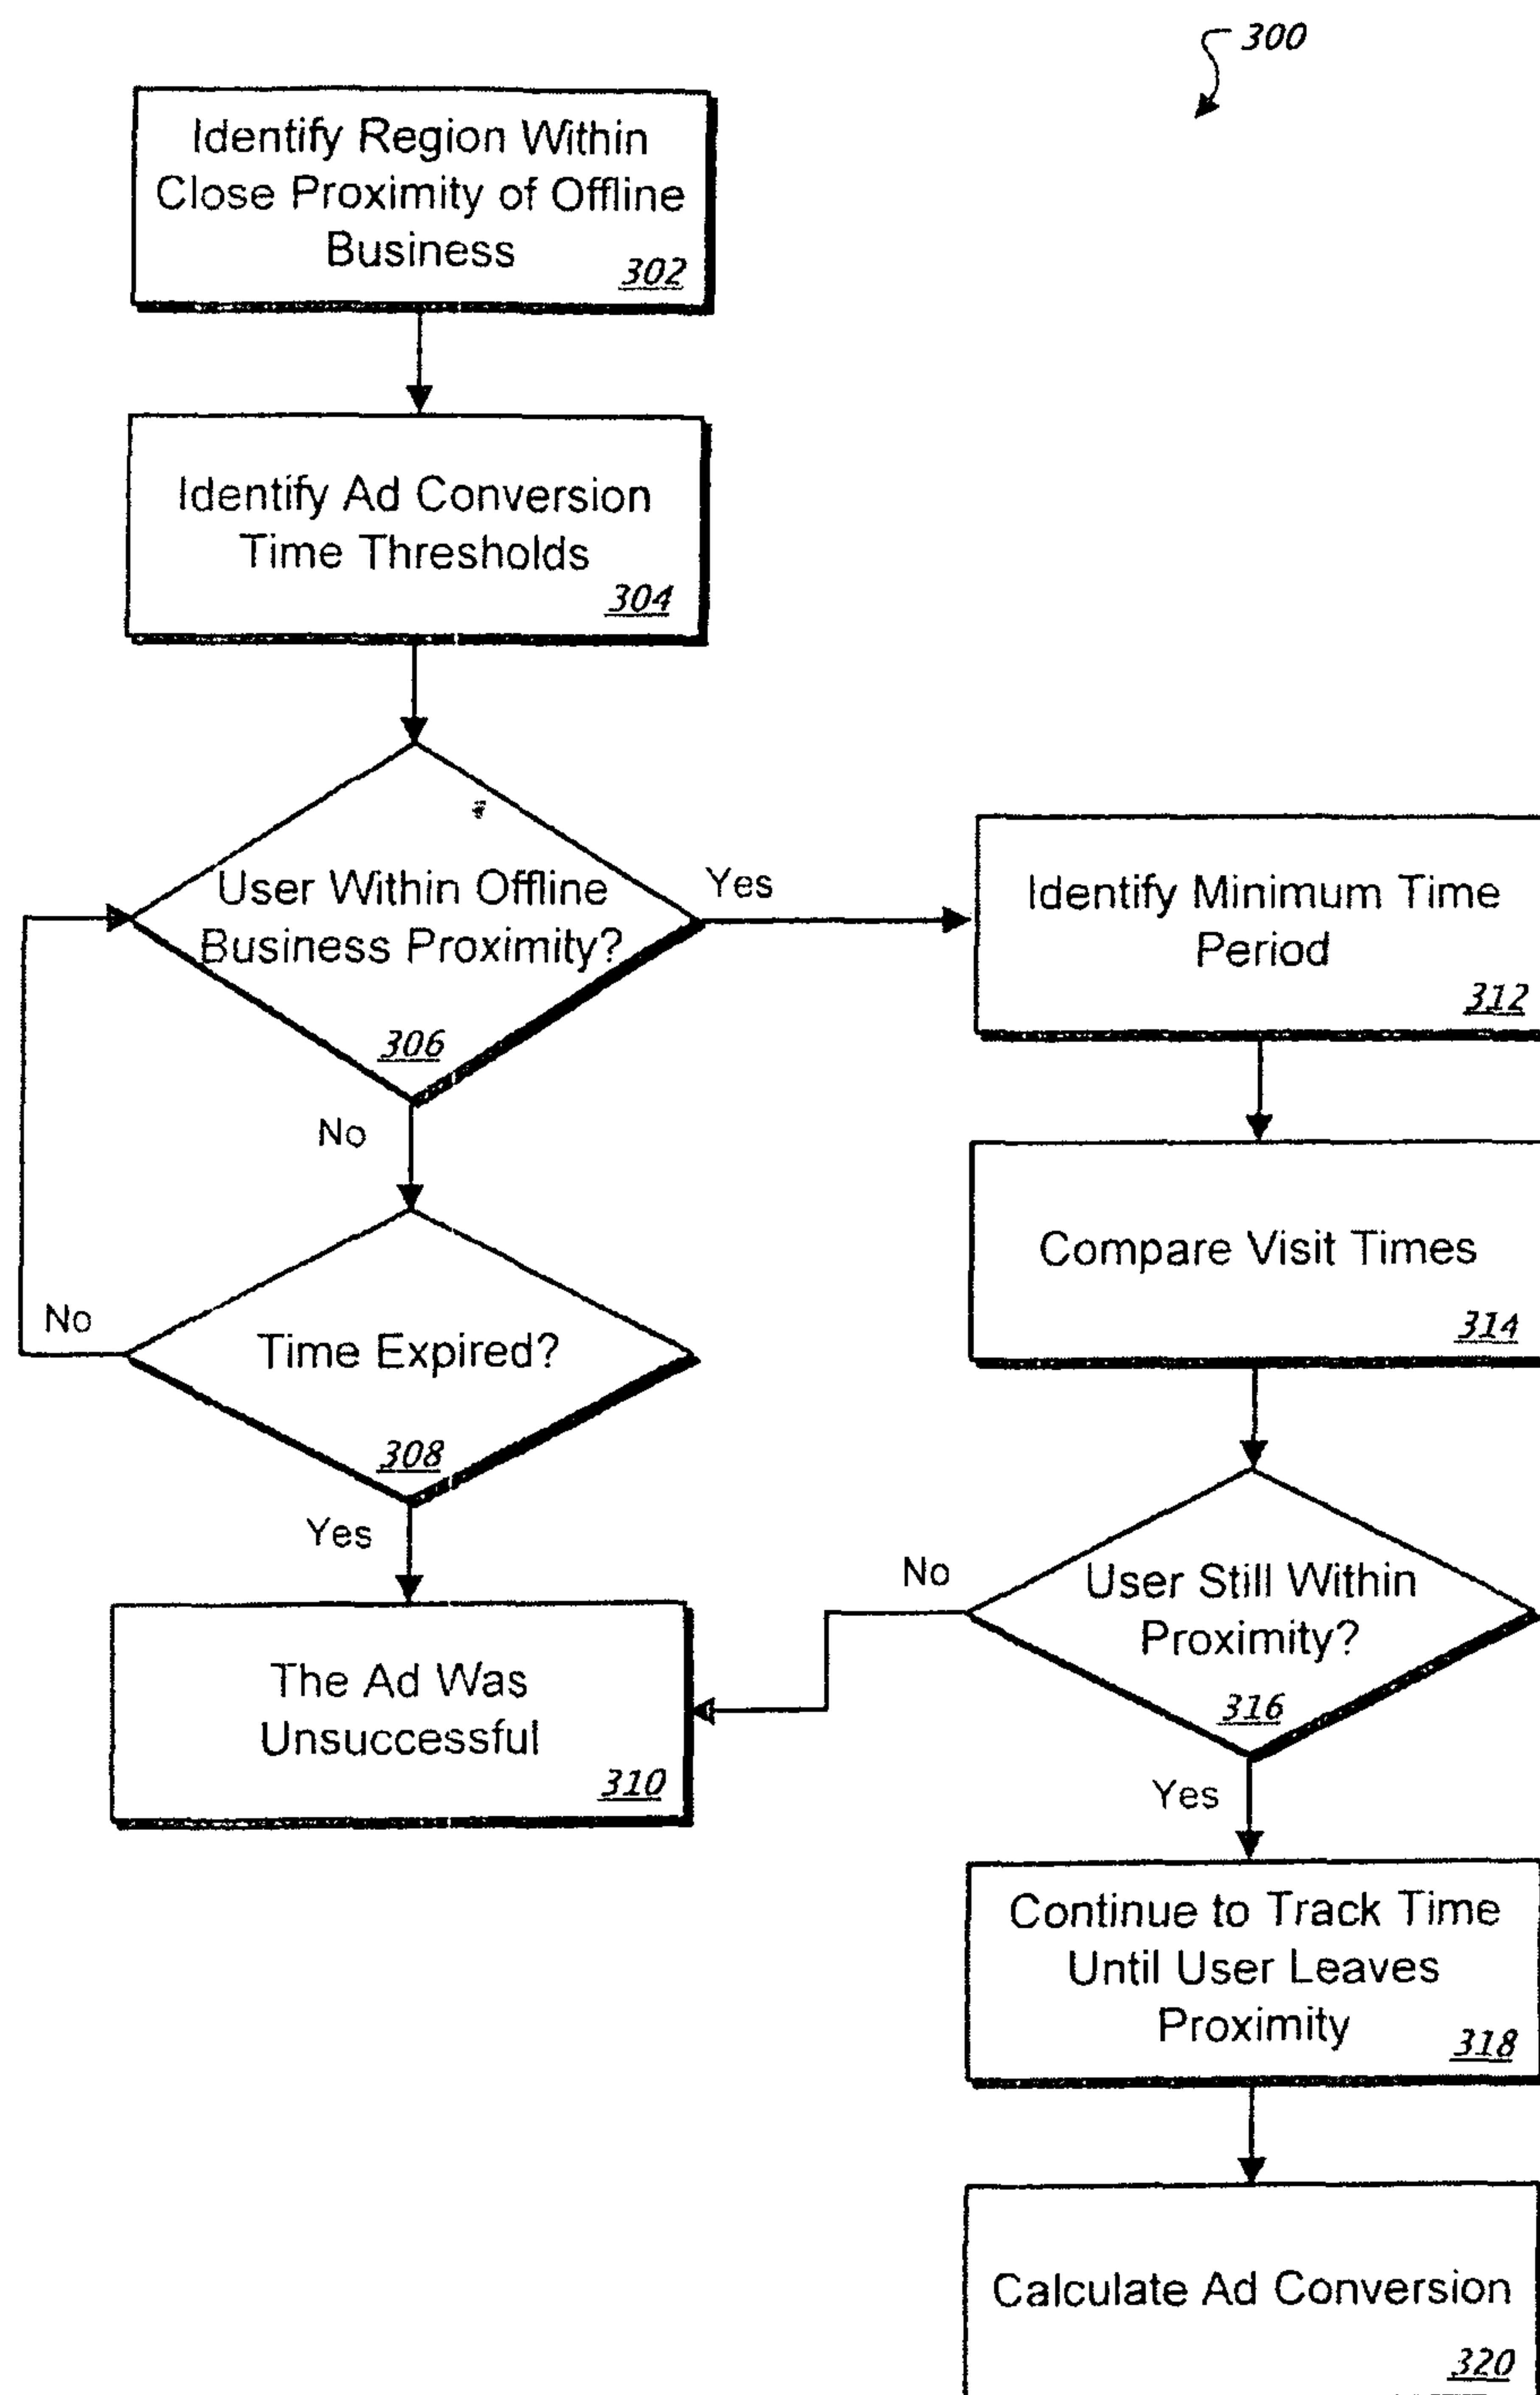 300
Identify Region Within
Close Proximity of Offline
Business
302
Identify Ad Conversion
Time Thresholds
304
User Within Offline
Business Proximity?
306
Yes
No
Identify Minimum Time
Period
312
Compare Visit Times
314
No
Time Expired?
308
Yes
The Ad Was
Unsuccessful
310
No
User Still Within
Proximity?
316
Yes
Continue to Track Time
Until User Leaves
Proximity
318
Calculate Ad Conversion
320